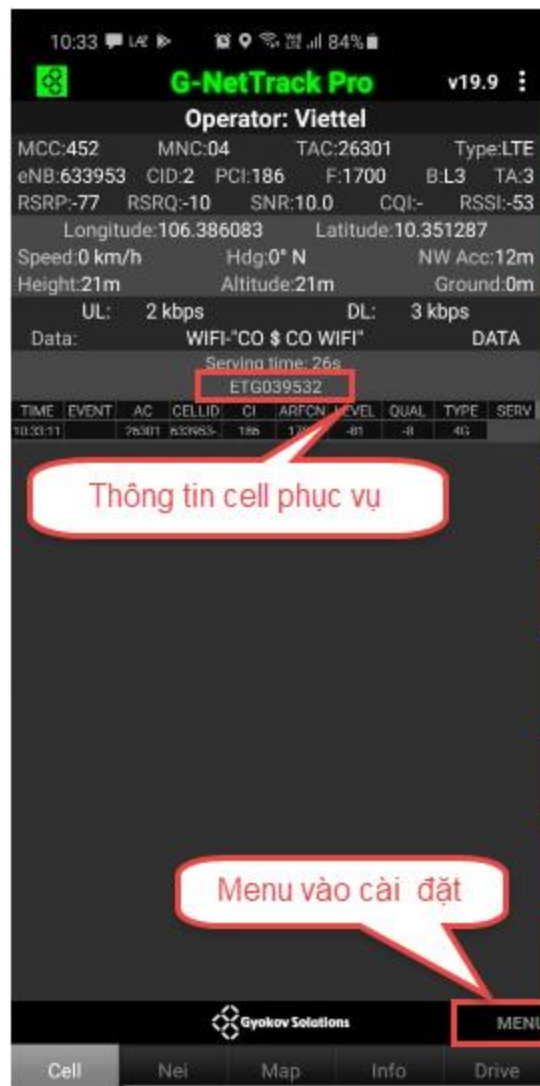 10:33 84%
G-NetTrack Pro v19.9
Operator: Viettel
MCC:452 MNC:04 TAC:26301 Type:LTE
eNB:633953 CID:2 PCI:186 F:1700 B:L3 TA:3
RSRP:-77 RSRQ:-10 SNR:10.0 CQI:- RSSI:-53
Longitude:106.386083 Latitude:10.351287
Speed:0 km/h Hdg:0° N NW Acc:12m
Height:21m Altitude:21m Ground:0m
UL: 2 kbps DL: 3 kbps
Data: WIFI-"CO $ CO WIFI" DATA
Serving time: 26s
ETG039532
TIME EVENT AC CELLID CI ARFCN LEVEL QUAL TYPE SERV
10:33:11 26301 633953- 186 -81 -8 4G
Thông tin cell phục vụ
Menu vào cài đặt
Gyokov Solutions MENU
Cell Nei Map Info Drive